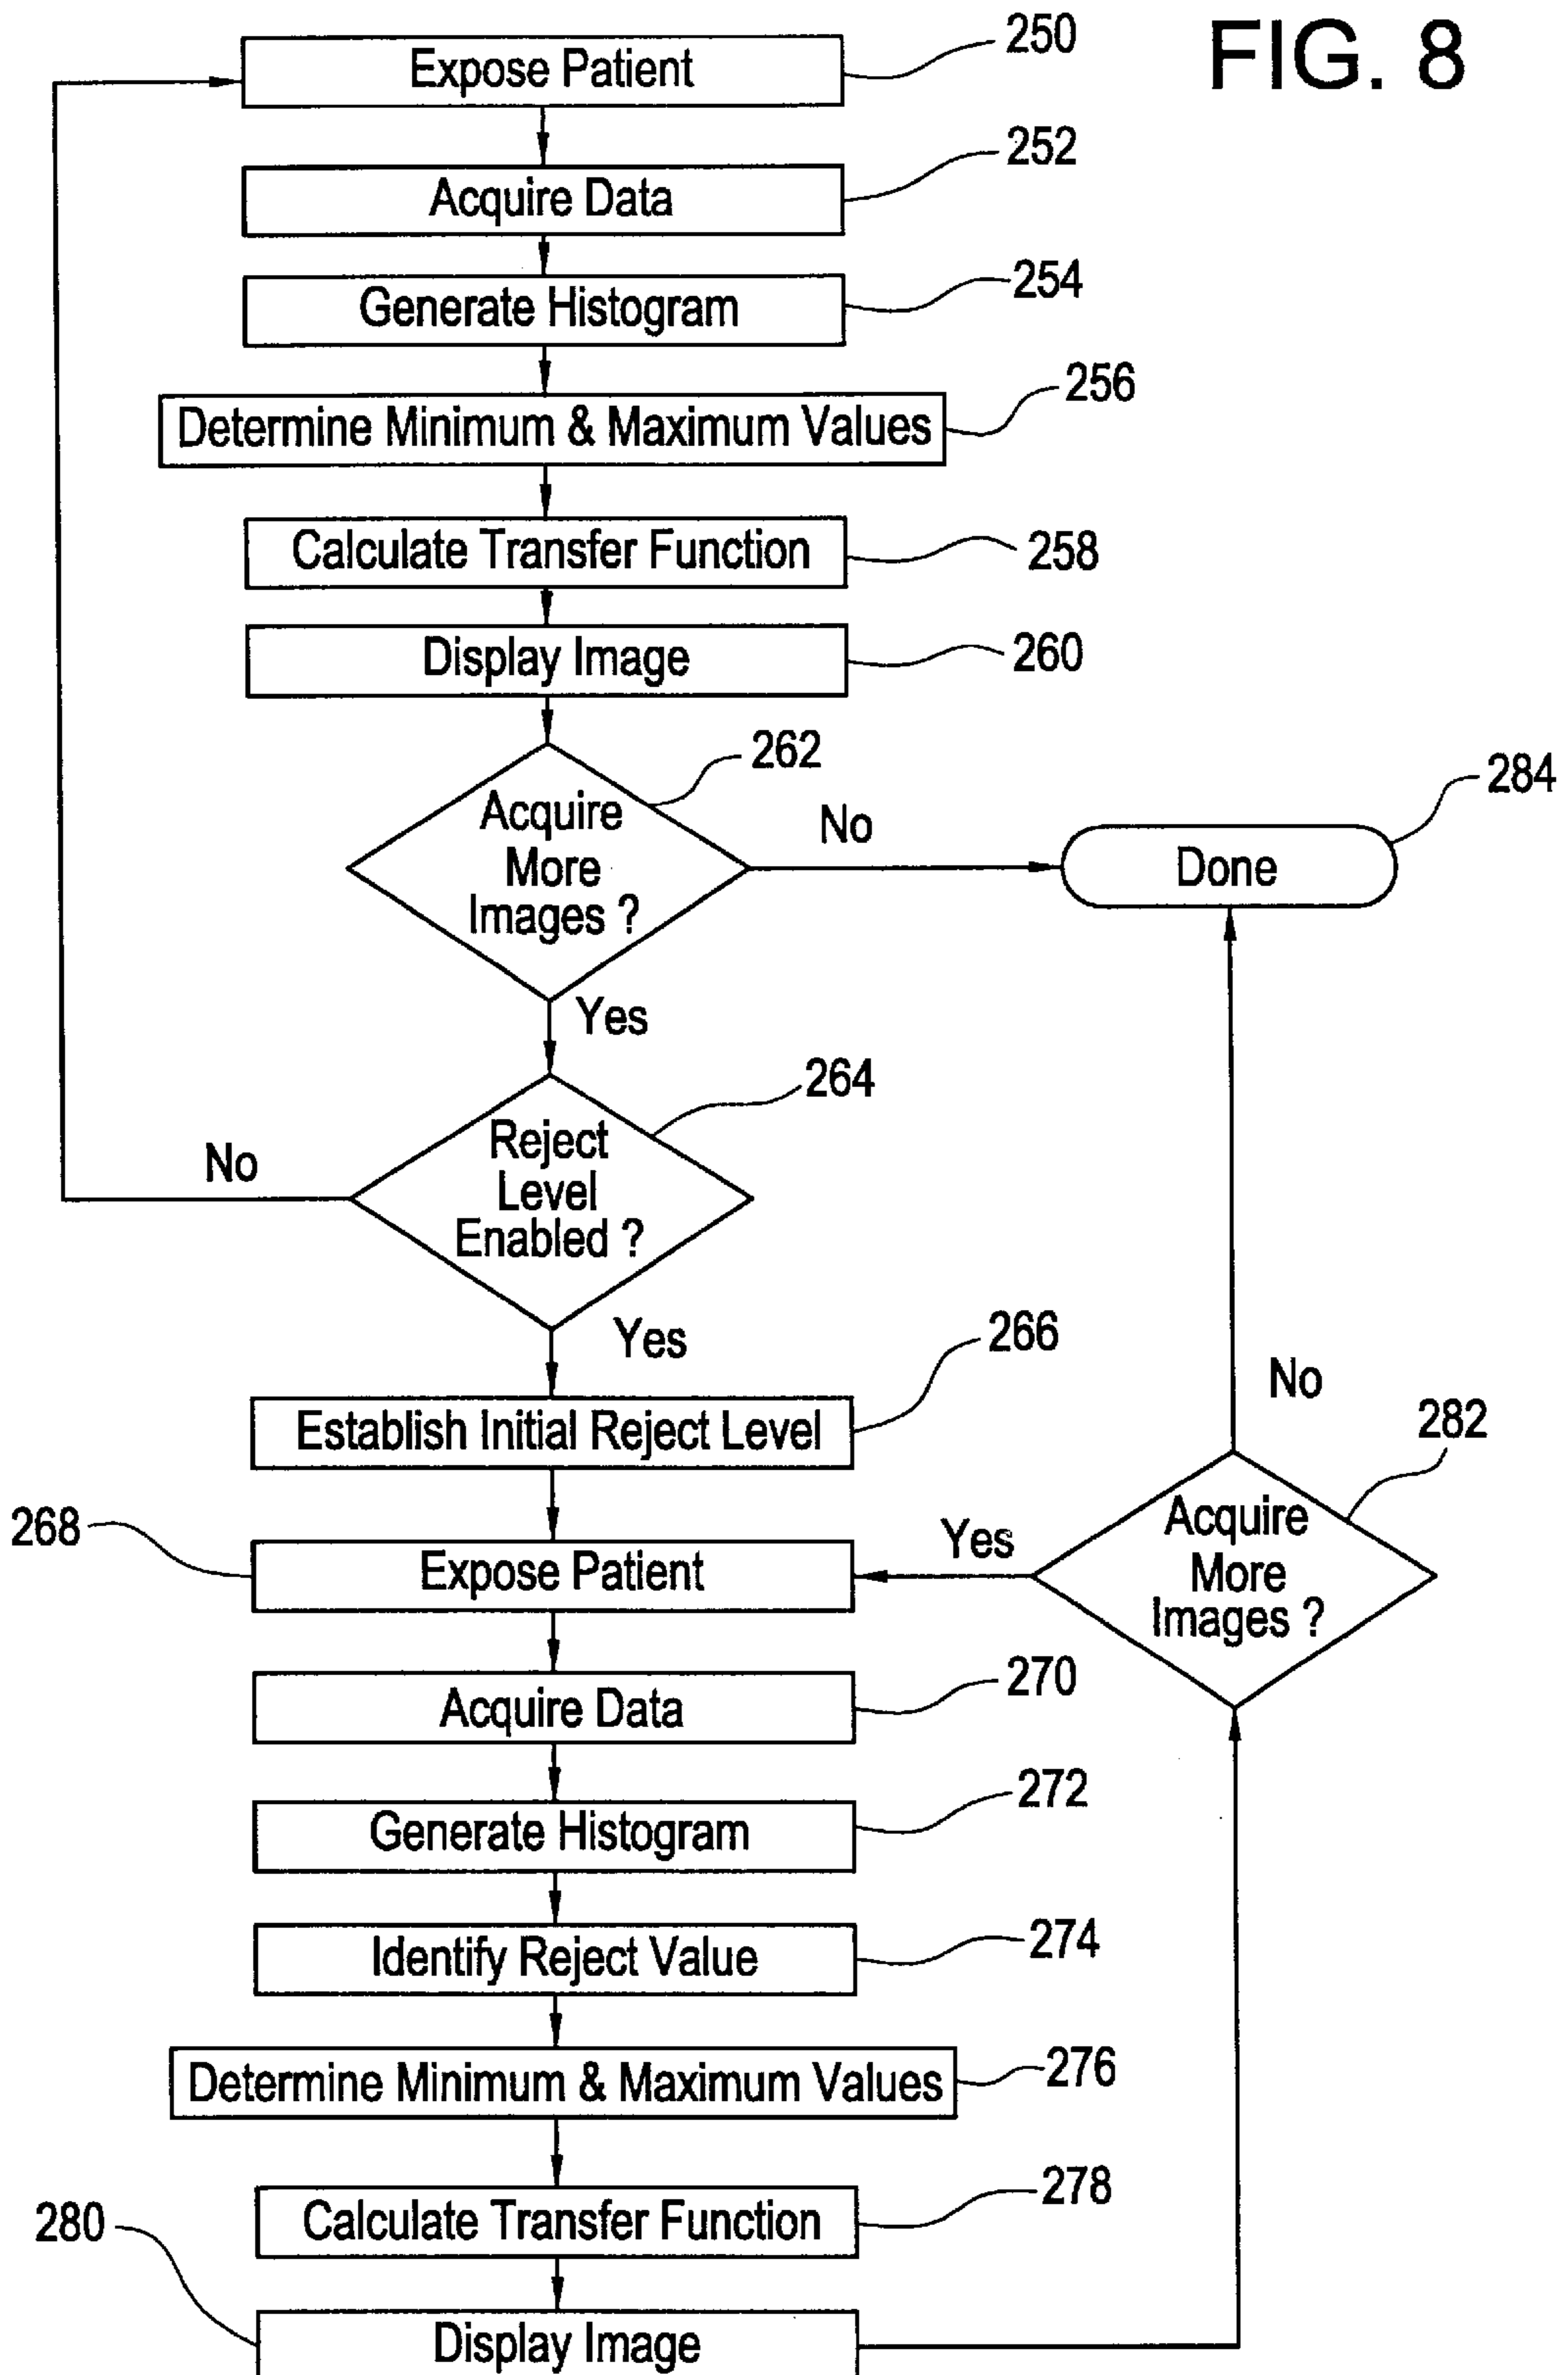 FIG. 8
Expose Patient
250
Acquire Data
252
Generate Histogram
254
Determine Minimum & Maximum Values
256
Calculate Transfer Function
258
Display Image
260
Acquire
More
Images ?
262
No
Done
284
Yes
Reject
Level
Enabled ?
264
No
Yes
Establish Initial Reject Level
266
Expose Patient
268
Yes
Acquire
More
Images ?
282
No
Acquire Data
270
Generate Histogram
272
Identify Reject Value
274
Determine Minimum & Maximum Values
276
Calculate Transfer Function
278
Display Image
280